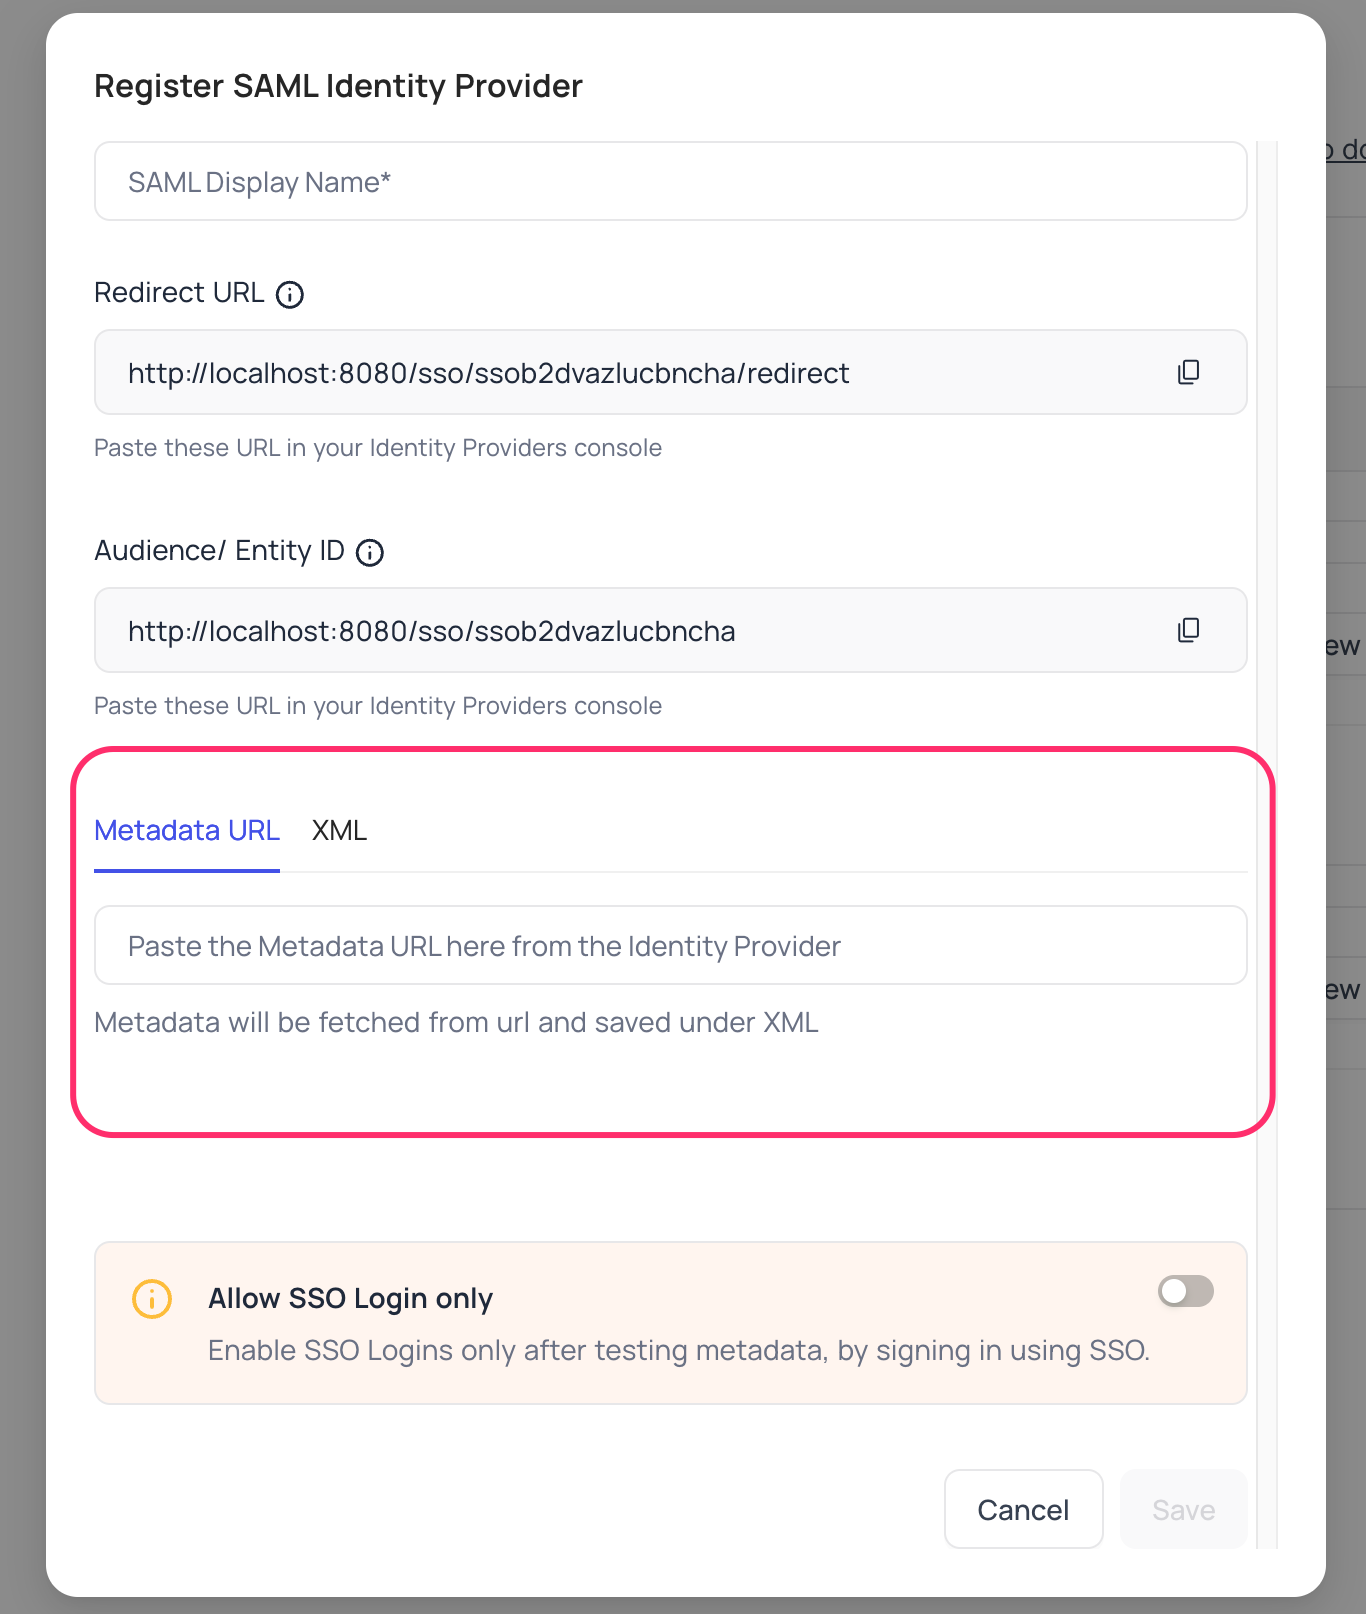 Register SAML Identity Provider
SAML Display Name*
Redirect URL
http://localhost:8080/sso/ssob2dvazlucbncha/redirect
Paste these URL in your Identity Providers console
Audience/ Entity ID
http://localhost:8080/sso/ssob2dvazlucbncha
Paste these URL in your Identity Providers console
Metadata URL XML
Paste the Metadata URL here from the Identity Provider
Metadata will be fetched from url and saved under XML
Allow SSO Login only
Enable SSO Logins only after testing metadata, by signing in using SSO.
Cancel Save